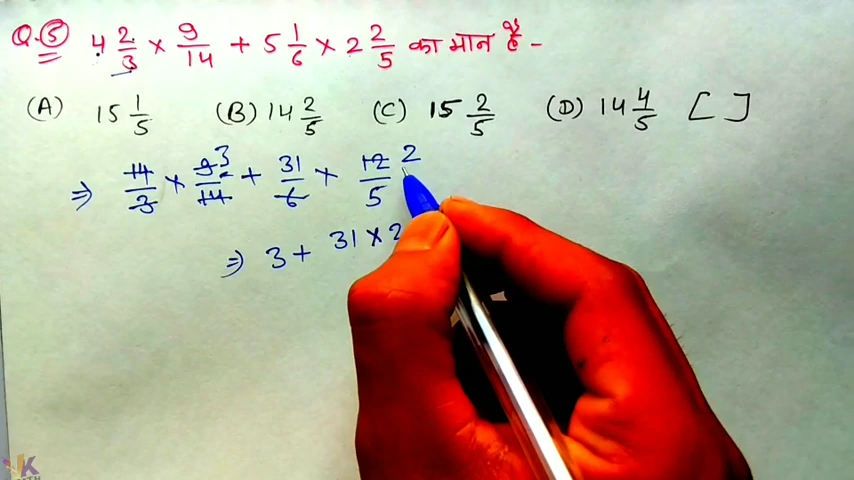 Q.5 4 2/3 × 9/14 + 5 1/6 × 2 2/5 का मान है -
(A) 15 1/5 (B) 14 2/5 (C) 15 2/5 (D) 14 4/5 [ ]
⇒ 14/3 × 9/14 3 + 31/6 × 12/5 2
⇒ 3 + 31 × 2